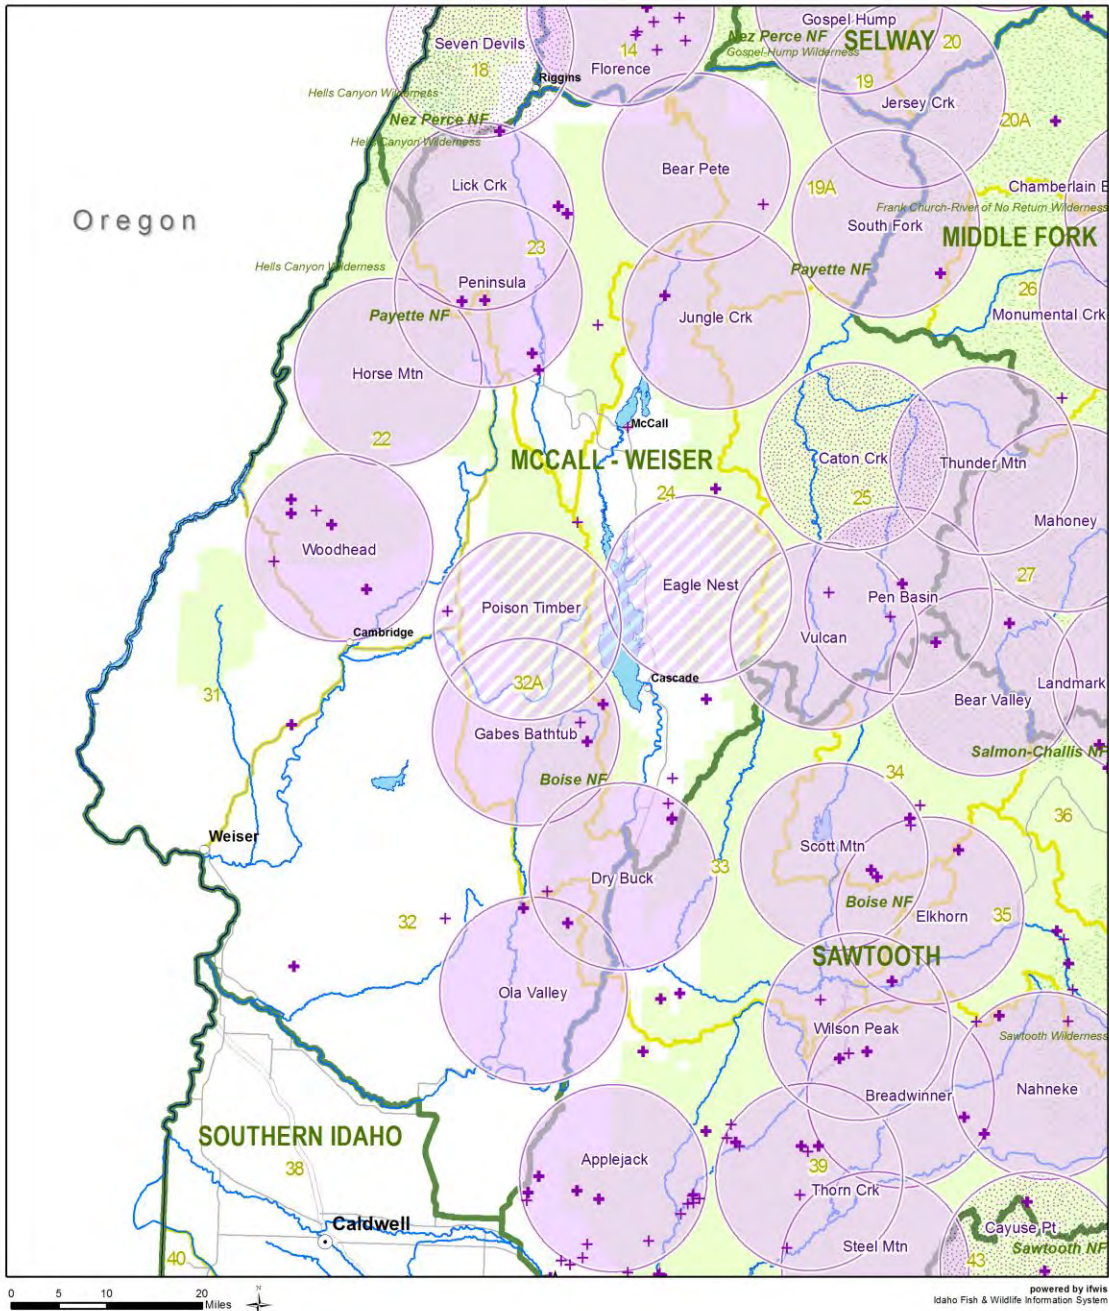 Gospel Hump
Nez Perce NF
SELWAY
20
Seven Devils
14
Gospel-Hump Wilderness
18
Florence
Riggins
19
Hells Canyon Wilderness
Jersey Crk
Nez Perce NF
20A
Hells Canyon Wilderness
Bear Pete
Lick Crk
19A
Chamberlain B
Oregon
Frank Church-River of No Return Wilderness
South Fork
MIDDLE FORK
23
Hells Canyon Wilderness
Payette NF
Peninsula
26
Payette NF
Jungle Crk
Monumental Crk
Horse Mtn
McCall
22
MCCALL - WEISER
Caton Crk
Thunder Mtn
24
25
Mahoney
Woodhead
27
Eagle Nest
Poison Timber
Pen Basin
Cambridge
Vulcan
Cascade
32A
Landmark
31
Bear Valley
Gabes Bathtub
Salmon-Challis NF
Boise NF
34
36
Weiser
Scott Mtn
33
Dry Buck
Boise NF
Elkhorn
35
32
SAWTOOTH
Ola Valley
Wilson Peak
Sawtooth Wilderness
Nahneke
Breadwinner
SOUTHERN IDAHO
Applejack
39
38
Thorn Crk
Caldwell
Cayuse Pt
Steel Mtn
Sawtooth NF
40
43
0 5 10 20
Miles
N
powered by ifwis
Idaho Fish & Wildlife Information System